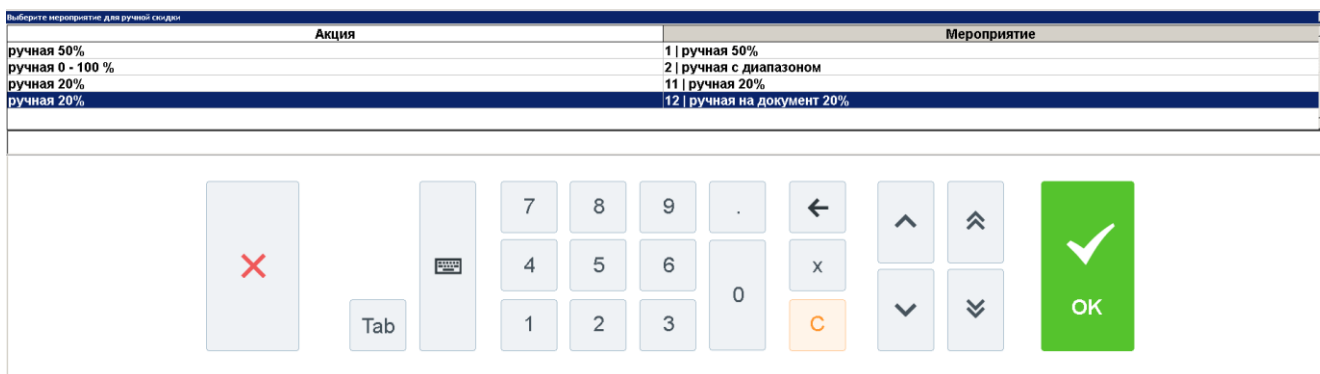 Выберите мероприятие для ручной скидки
Акция Мероприятие
ручная 50% 1 | ручная 50%
ручная 0 - 100 % 2 | ручная с диапазоном
ручная 20% 11 | ручная 20%
ручная 20% 12 | ручная на документ 20%
7 8 9 .
4 5 6 x
0
Tab 1 2 3 C OK